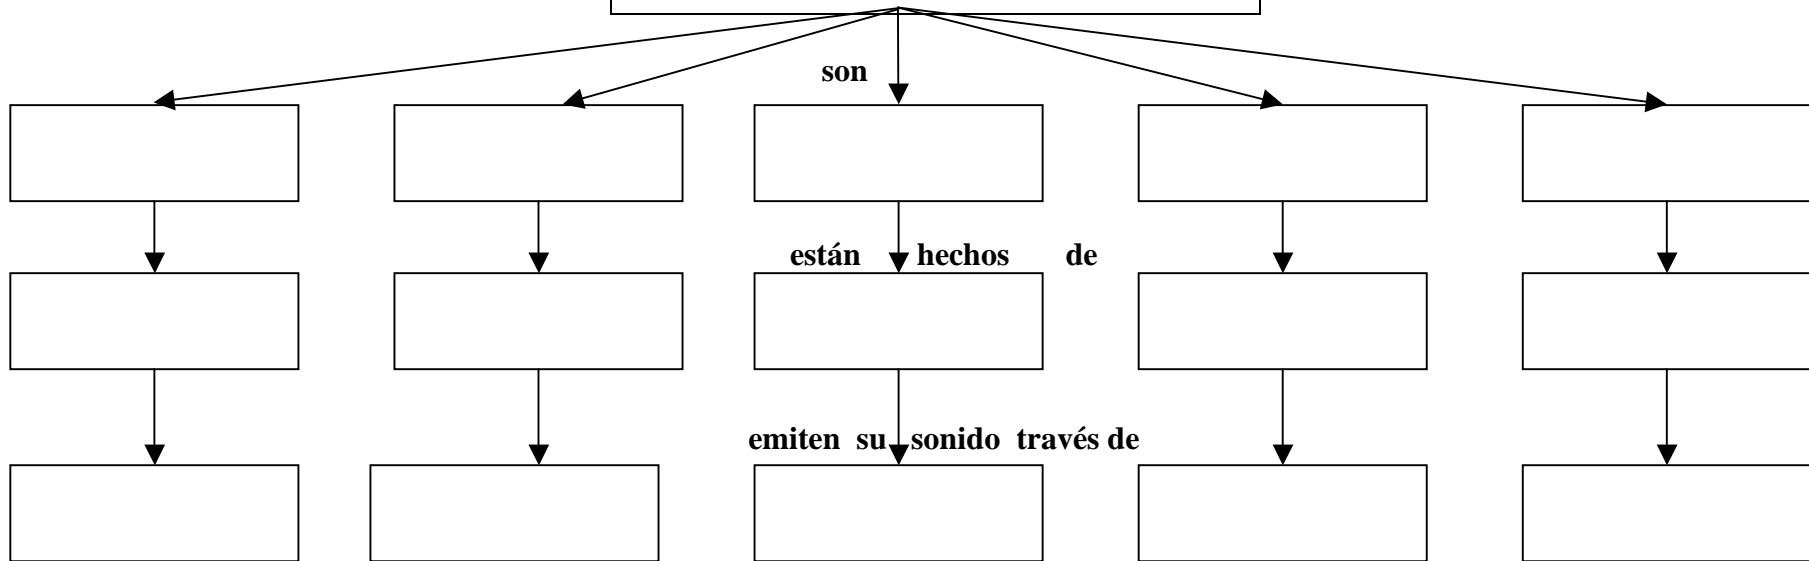 son
están hechos de
emiten su sonido través de